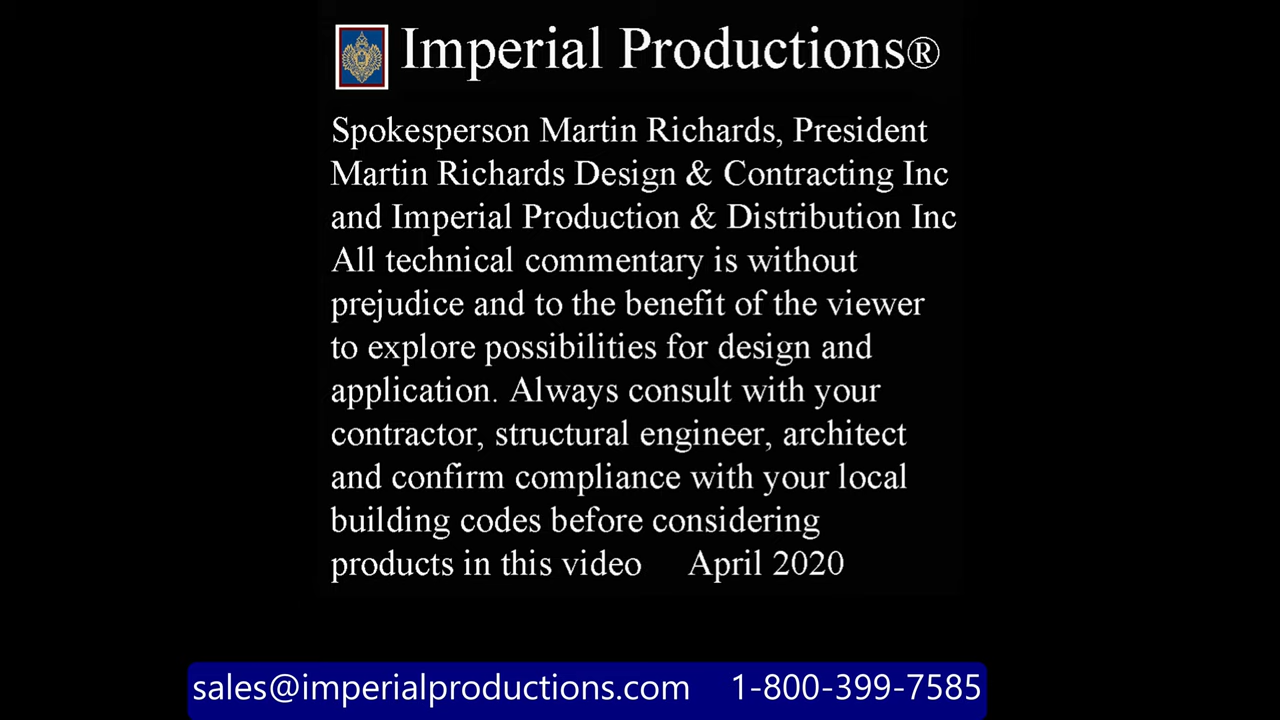 Imperial Productions®
Spokesperson Martin Richards, President
Martin Richards Design & Contracting Inc
and Imperial Production & Distribution Inc
All technical commentary is without
prejudice and to the benefit of the viewer
to explore possibilities for design and
application. Always consult with your
contractor, structural engineer, architect
and confirm compliance with your local
building codes before considering
products in this video April 2020
sales@imperialproductions.com 1-800-399-7585